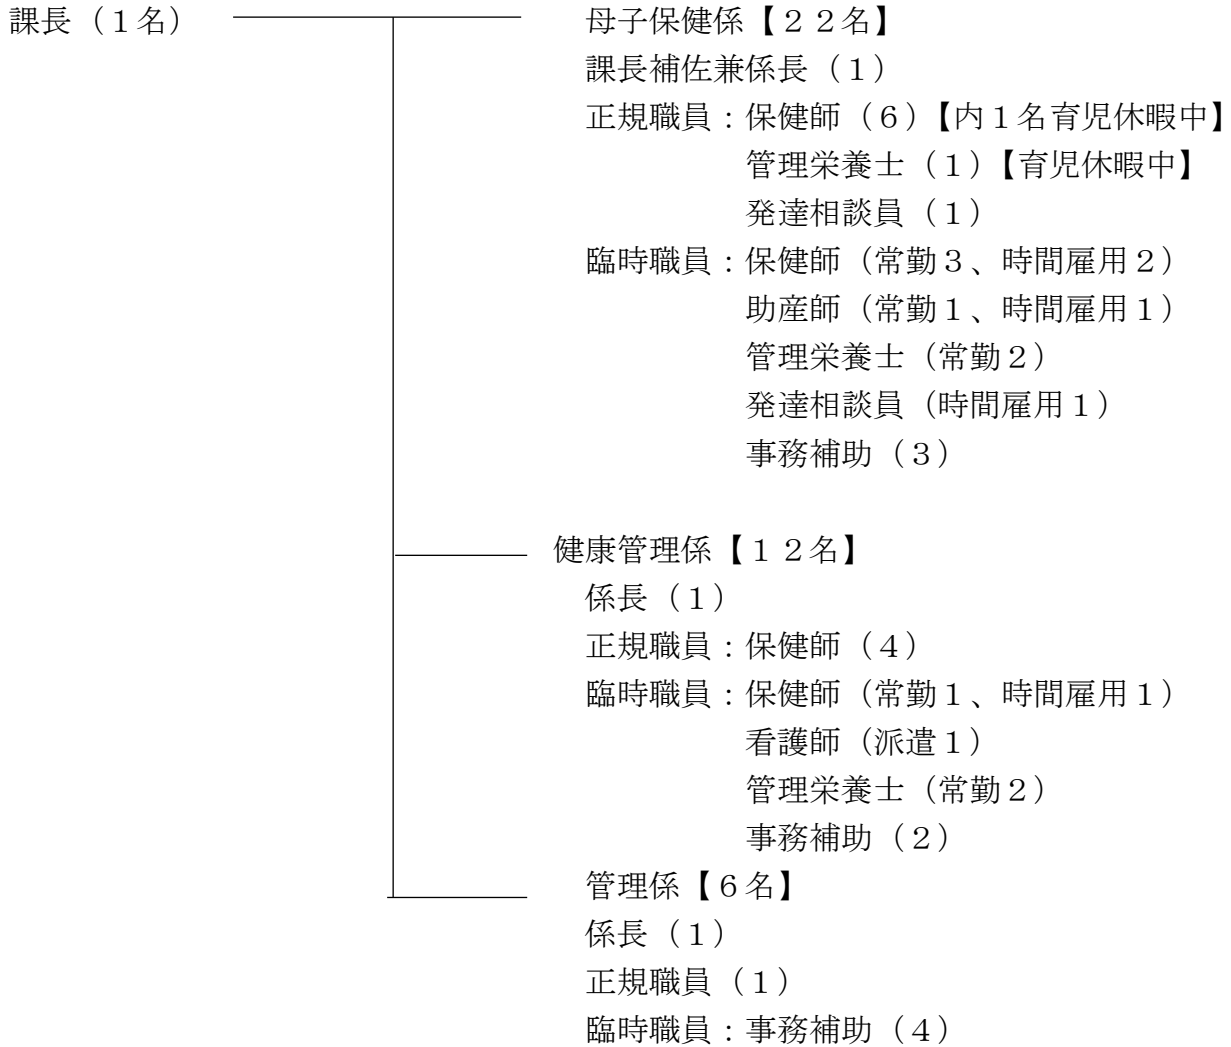 課長（１名）
母子保健係【２２名】
課長補佐兼係長（１）
正規職員：保健師（６）【内１名育児休暇中】
管理栄養士（１）【育児休暇中】
発達相談員（１）
臨時職員：保健師（常勤３、時間雇用２）
助産師（常勤１、時間雇用１）
管理栄養士（常勤２）
発達相談員（時間雇用１）
事務補助（３）
健康管理係【１２名】
係長（１）
正規職員：保健師（４）
臨時職員：保健師（常勤１、時間雇用１）
看護師（派遣１）
管理栄養士（常勤２）
事務補助（２）
管理係【６名】
係長（１）
正規職員（１）
臨時職員：事務補助（４）